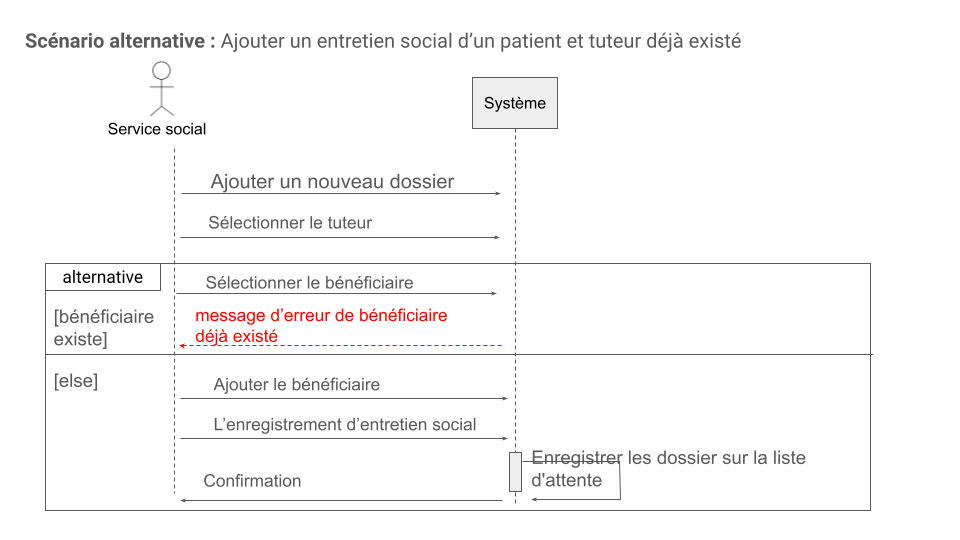 Scénario alternative : Ajouter un entretien social d’un patient et tuteur déjà existé
Système
Service social
Ajouter un nouveau dossier
Sélectionner le tuteur
alternative
Sélectionner le bénéficiaire
[bénéficiaire
existe]
message d’erreur de bénéficiaire
déjà existé
[else]
Ajouter le bénéficiaire
L’enregistrement d’entretien social
Enregistrer les dossier sur la liste
d'attente
Confirmation